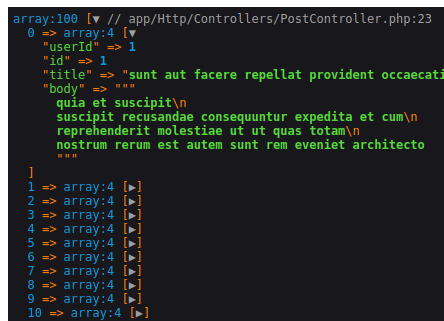 array:100 [▼ // app/Http/Controllers/PostController.php:23
  0 => array:4 [▼
    "userId" => 1
    "id" => 1
    "title" => "sunt aut facere repellat provident occaecati
    "body" => """
      quia et suscipit\n
      suscipit recusandae consequuntur expedita et cum\n
      reprehenderit molestiae ut ut quas totam\n
      nostrum rerum est autem sunt rem eveniet architecto
      """
  ]
  1 => array:4 [▶]
  2 => array:4 [▶]
  3 => array:4 [▶]
  4 => array:4 [▶]
  5 => array:4 [▶]
  6 => array:4 [▶]
  7 => array:4 [▶]
  8 => array:4 [▶]
  9 => array:4 [▶]
  10 => array:4 [▶]